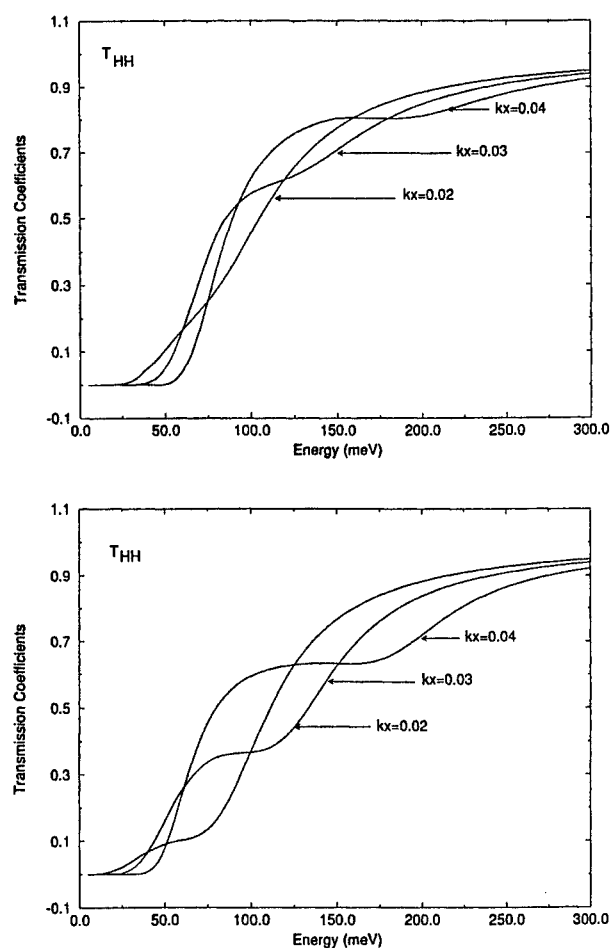 1.1
T HH
0.9
kx=0.04
0.7
kx=0.03
kx=0.02
0.5
0.3
0.1
-0.1
0.0 50.0 100.0 150.0 200.0 250.0 300.0
Energy (meV)
Transmission Coefficients
1.1
T HH
0.9
0.7
kx=0.04
kx=0.03
0.5
kx=0.02
0.3
0.1
-0.1
0.0 50.0 100.0 150.0 200.0 250.0 300.0
Energy (meV)
Transmission Coefficients